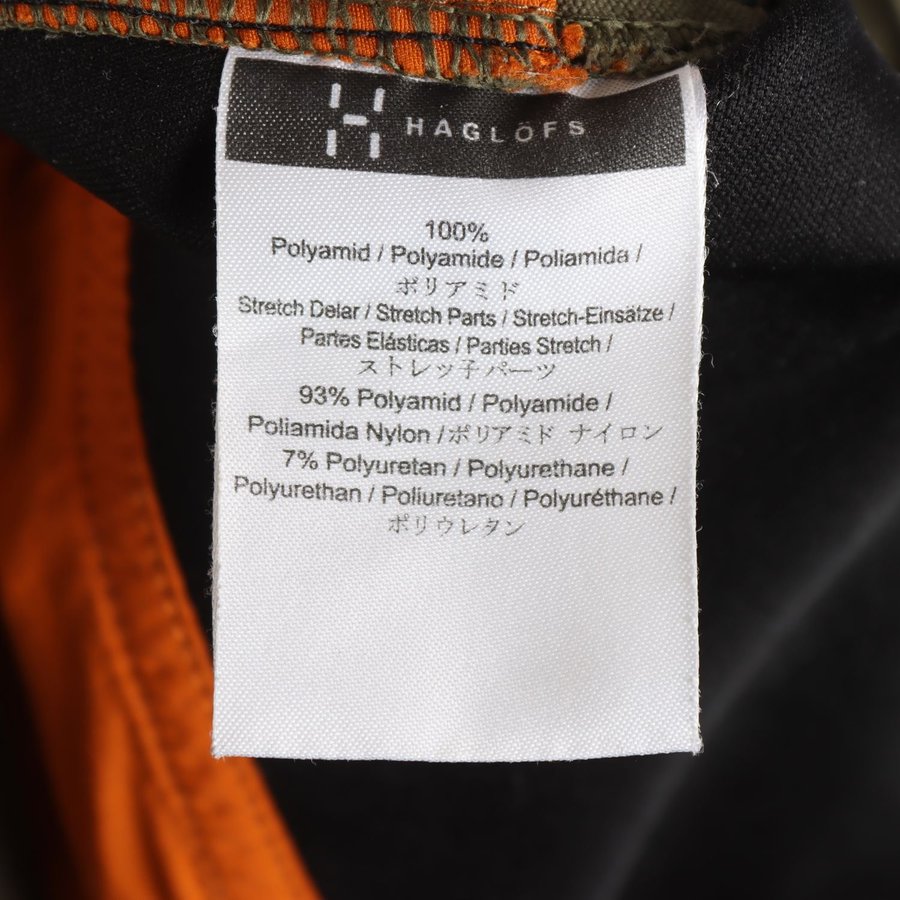 HAGLÖFS
100%
Polyamid / Polyamide / Poliamida /
ポリアミド
Stretch Delar / Stretch Parts / Stretch-Einsätze /
Partes Elásticas / Parties Stretch /
ストレッ子パーツ
93% Polyamid / Polyamide /
Poliamida Nylon /ポリアミド ナイロン
7% Polyuretan / Polyurethane /
Polyurethan / Poliuretano / Polyuréthane /
ポリウレタン